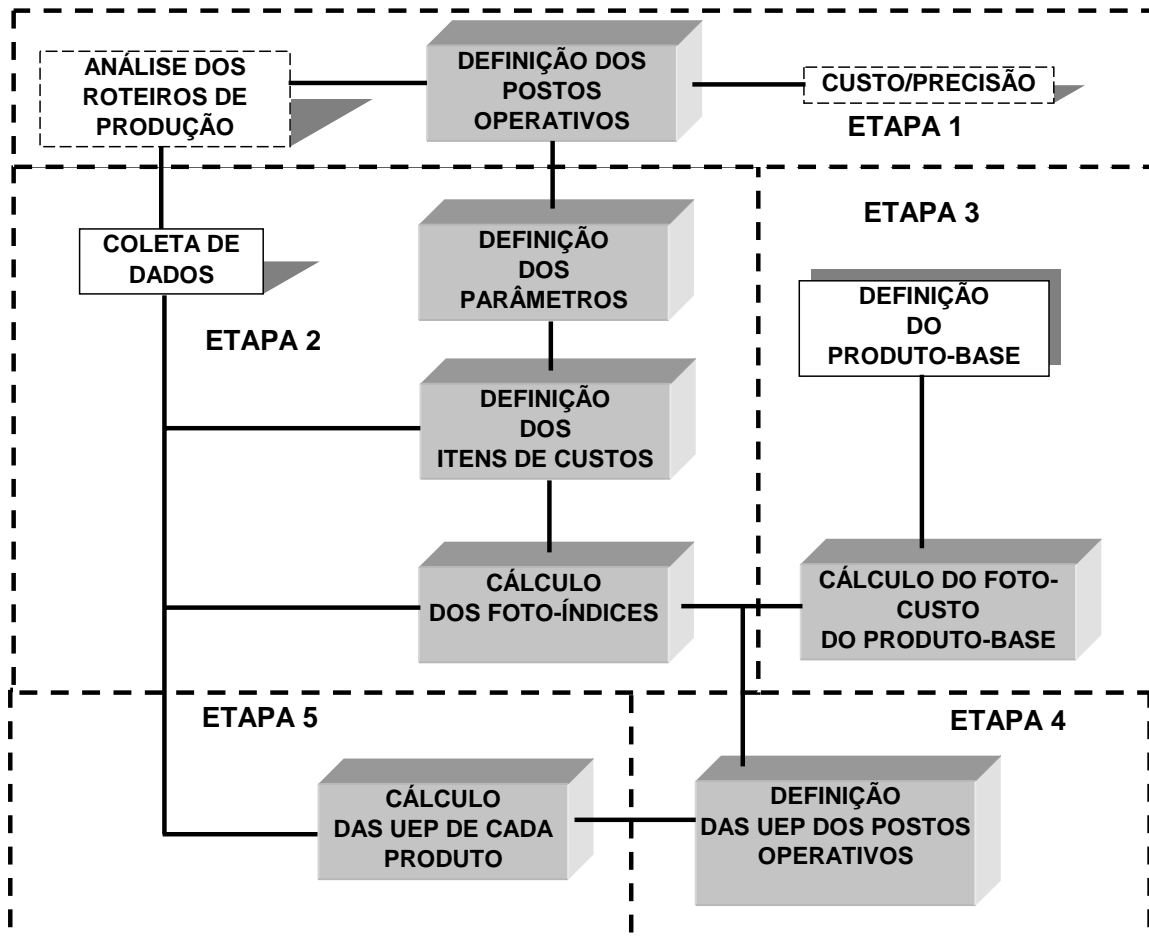 ANÁLISE DOS
ROTEIROS DE
PRODUÇÃO
DEFINIÇÃO DOS
POSTOS
OPERATIVOS
CUSTO/PRECISÃO
ETAPA 1
COLETA DE
DADOS
ETAPA 2
DEFINIÇÃO
DOS
PARÂMETROS
DEFINIÇÃO
DOS
ITENS DE CUSTOS
CÁLCULO
DOS FOTO-ÍNDICES
ETAPA 3
DEFINIÇÃO
DO
PRODUTO-BASE
CÁLCULO DO FOTO-
CUSTO
DO PRODUTO-BASE
ETAPA 5
CÁLCULO
DAS UEP DE CADA
PRODUTO
ETAPA 4
DEFINIÇÃO
DAS UEP DOS POSTOS
OPERATIVOS